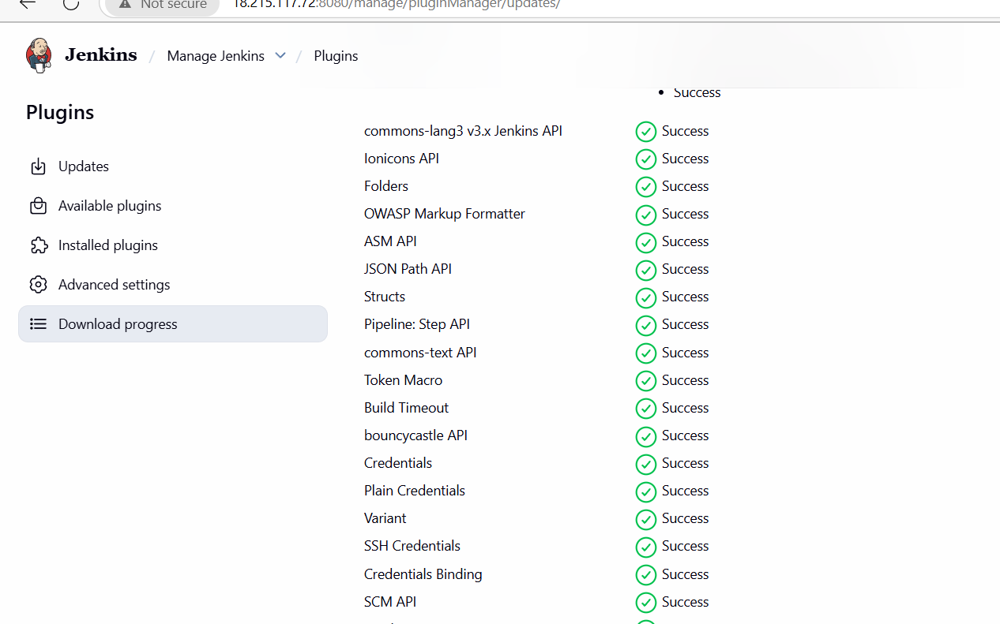 Not secure 18.215.117.72:8080/manage/pluginManager/updates/
Jenkins / Manage Jenkins / Plugins
Plugins
Updates
Available plugins
Installed plugins
Advanced settings
Download progress
Success
commons-lang3 v3.x Jenkins API Success
Ionicons API Success
Folders Success
OWASP Markup Formatter Success
ASM API Success
JSON Path API Success
Structs Success
Pipeline: Step API Success
commons-text API Success
Token Macro Success
Build Timeout Success
bouncycastle API Success
Credentials Success
Plain Credentials Success
Variant Success
SSH Credentials Success
Credentials Binding Success
SCM API Success